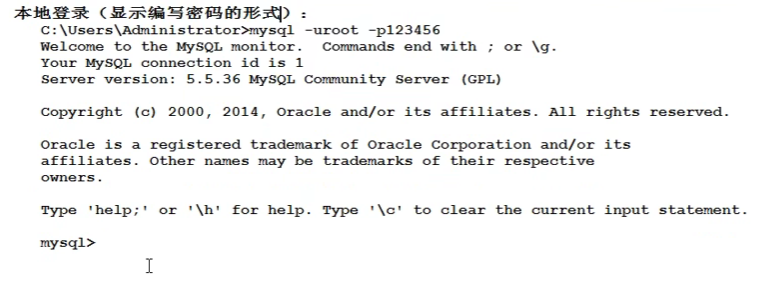 本地登录（显示编写密码的形式）：
C:\Users\Administrator>mysql -uroot -p123456
Welcome to the MySQL monitor.  Commands end with ; or \g.
Your MySQL connection id is 1
Server version: 5.5.36 MySQL Community Server (GPL)
Copyright (c) 2000, 2014, Oracle and/or its affiliates. All rights reserved.
Oracle is a registered trademark of Oracle Corporation and/or its
affiliates. Other names may be trademarks of their respective
owners.
Type 'help;' or '\h' for help. Type '\c' to clear the current input statement.
mysql>